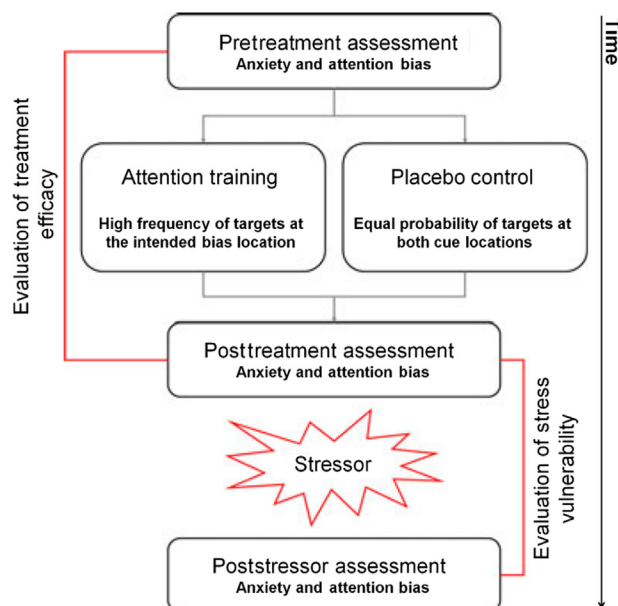 Pretreatment assessment
Anxiety and attention bias
Time
Evaluation of treatment
efficacy
Attention training
High frequency of targets at
the intended bias location
Placebo control
Equal probability of targets at
both cue locations
Posttreatment assessment
Anxiety and attention bias
Stressor
Evaluation of stress
vulnerability
Poststressor assessment
Anxiety and attention bias